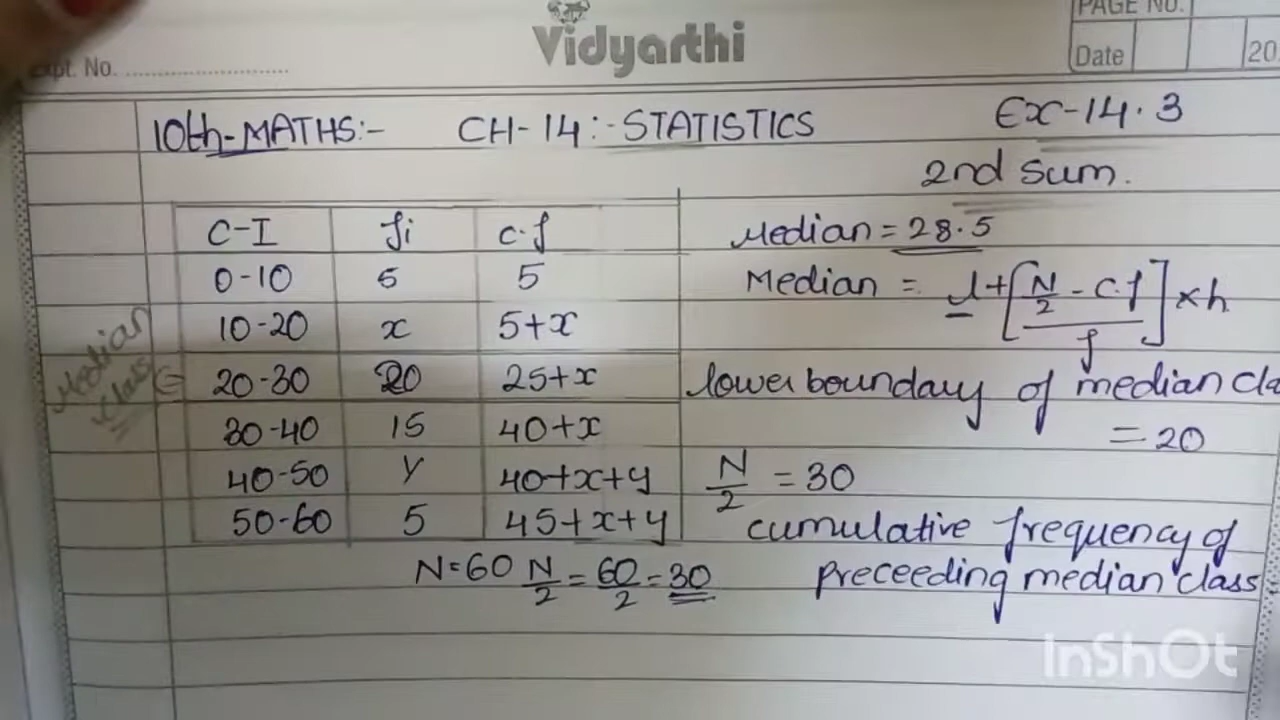 PAGE NO.
Vidyarthi
Expt. No. ........................
Date 20
10th-MATHS:- CH-14:-STATISTICS EX-14.3
2nd Sum.
C-I fi c.f
0-10 5 5
10-20 x 5+x
20-30 20 25+x
30-40 15 40+x
40-50 y 40+x+y
50-60 5 45+x+y
N=60 N/2 = 60/2 = 30
Median class
Median = 28.5
Median = l+[N/2 - c.f / f] ×h
lower boundary of median cla
= 20
N/2 = 30
cumulative frequency of
preceeding median class
InShOt